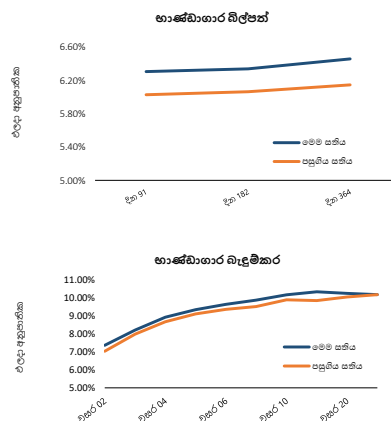 භාණ්ඩාගාර බිල්පත්
ඵලදා අනුපාතික
6.60%
6.20%
5.80%
5.40%
5.00%
දින 91
දින 182
දින 364
මෙම සතිය
පසුගිය සතිය
භාණ්ඩාගාර බැඳුම්කර
ඵලදා අනුපාතික
11.00%
10.00%
9.00%
8.00%
7.00%
6.00%
5.00%
වසර 02
වසර 04
වසර 06
වසර 10
වසර 20
මෙම සතිය
පසුගිය සතිය